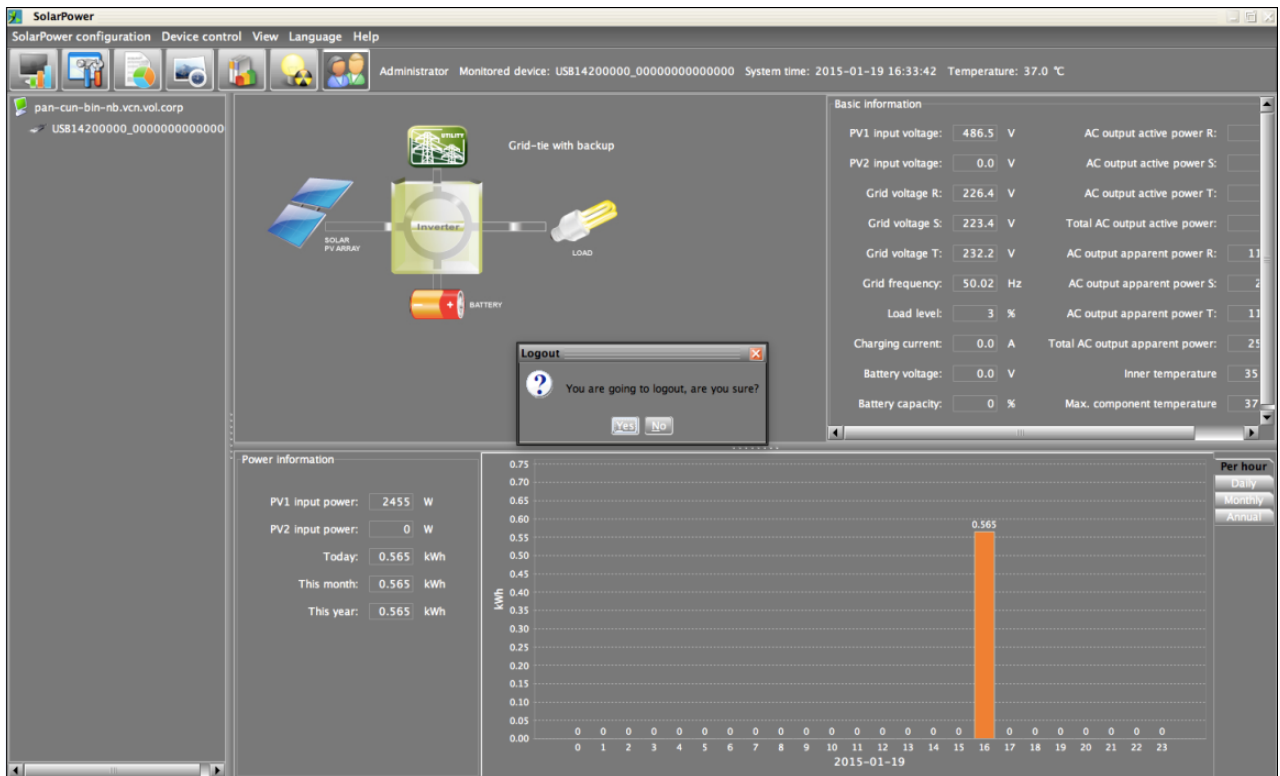 SolarPower
SolarPower configuration Device control View Language Help
Administrator Monitored device: USB14200000_00000000000000 System time: 2015-01-19 16:33:42 Temperature: 37.0 ℃
pan-cun-bin-nb.vcn.vol.corp
USB14200000_0000000000000
UTILITY
Grid-tie with backup
Inverter
SOLAR
PV ARRAY
LOAD
BATTERY
Basic information
PV1 input voltage: 486.5 V AC output active power R:
PV2 input voltage: 0.0 V AC output active power S:
Grid voltage R: 226.4 V AC output active power T:
Grid voltage S: 223.4 V Total AC output active power:
Grid voltage T: 232.2 V AC output apparent power R: 11
Grid frequency: 50.02 Hz AC output apparent power S: 2
Load level: 3 % AC output apparent power T: 11
Charging current: 0.0 A Total AC output apparent power: 25
Battery voltage: 0.0 V Inner temperature 35
Battery capacity: 0 % Max. component temperature 37
Logout
You are going to logout, are you sure?
Yes No
Power information
PV1 input power: 2455 W
PV2 input power: 0 W
Today: 0.565 kWh
This month: 0.565 kWh
This year: 0.565 kWh
kWh
0.75
0.70
0.65
0.60
0.55
0.50
0.45
0.40
0.35
0.30
0.25
0.20
0.15
0.10
0.05
0.00
0.565
0 0 0 0 0 0 0 0 0 0 0 0 0 0 0 0 0 0 0 0 0 0 0
0 1 2 3 4 5 6 7 8 9 10 11 12 13 14 15 16 17 18 19 20 21 22 23
2015-01-19
Per hour
Daily
Monthly
Annual